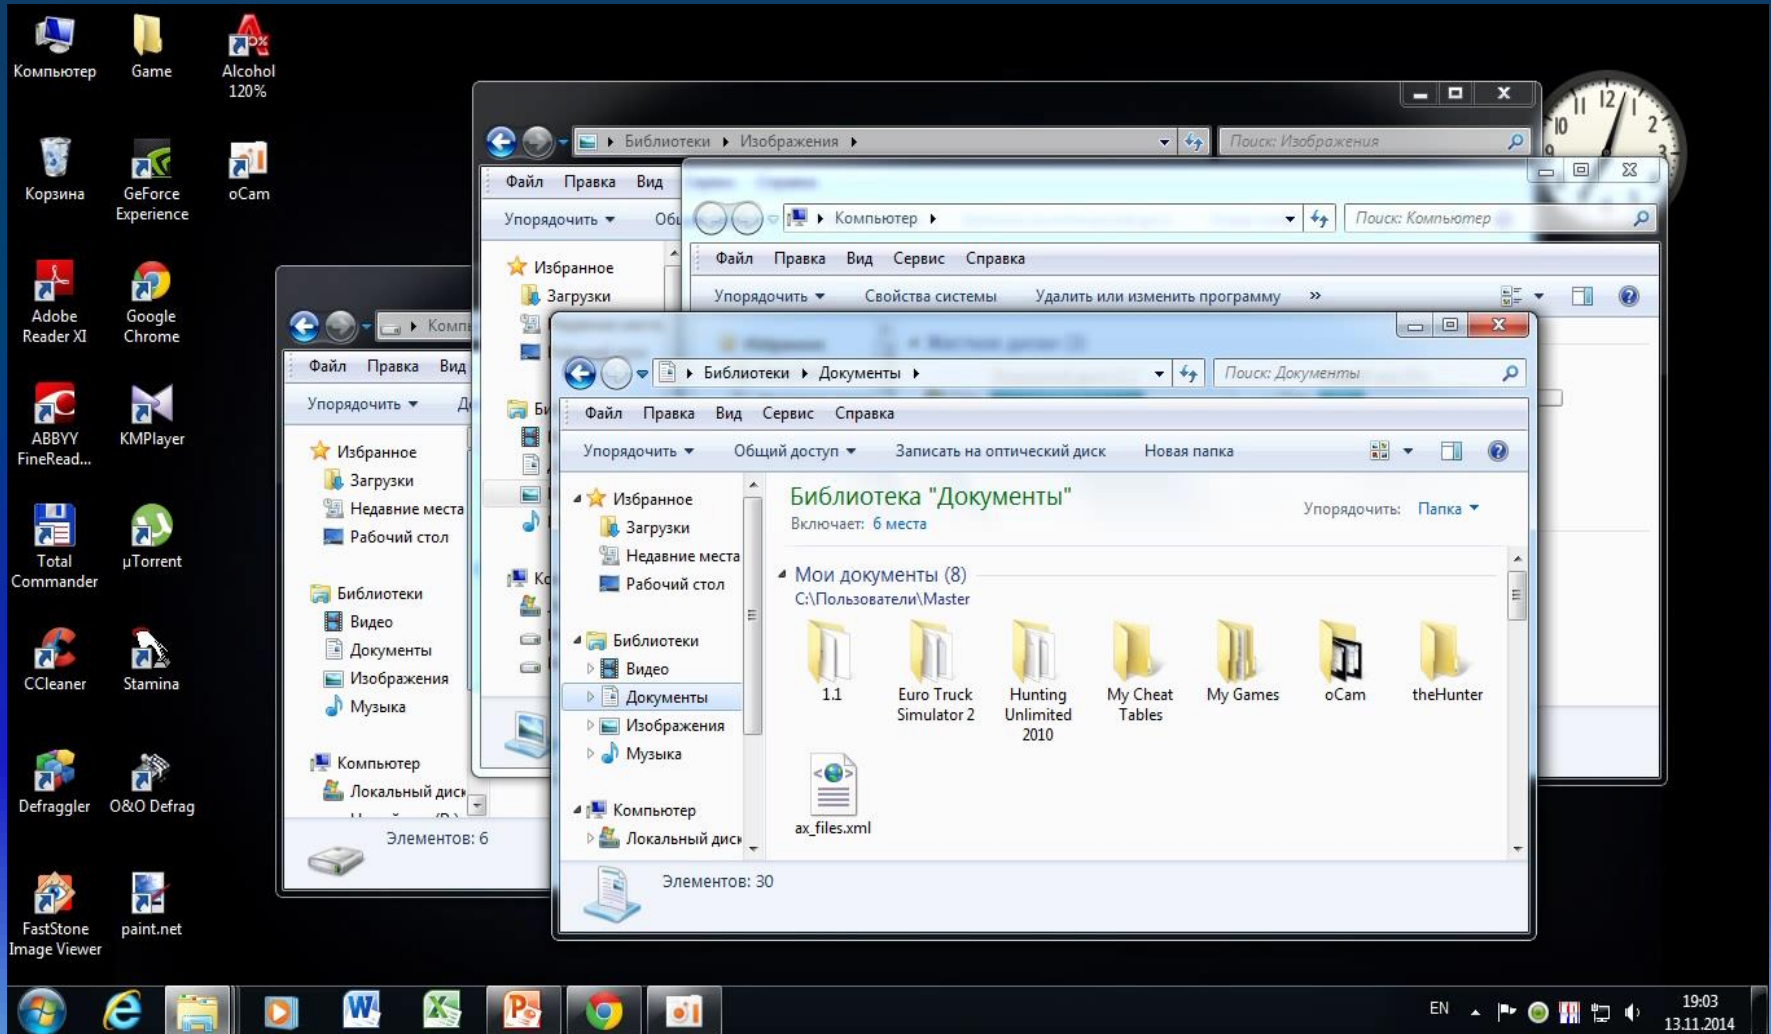 Компьютер
Game
Alcohol
120%
Корзина
GeForce
Experience
oCam
Adobe
Reader XI
Google
Chrome
ABBYY
FineRead...
KMPlayer
Total
Commander
µTorrent
CCleaner
Stamina
Defraggler
O&O Defrag
FastStone
Image Viewer
paint.net
Библиотеки Изображения
Поиск: Изображения
Файл Правка Вид
Упорядочить
Избранное
Загрузки
11 12 1
10 2
9 3
Компьютер
Поиск: Компьютер
Файл Правка Вид Сервис Справка
Упорядочить Свойства системы Удалить или изменить программу »
Файл Правка Вид
Упорядочить
Избранное
Загрузки
Недавние места
Рабочий стол
Библиотеки
Видео
Документы
Изображения
Музыка
Компьютер
Локальный диск
Элементов: 6
Библиотеки Документы
Поиск: Документы
Файл Правка Вид Сервис Справка
Упорядочить Общий доступ Записать на оптический диск Новая папка
Избранное
Загрузки
Недавние места
Рабочий стол
Библиотеки
Видео
Документы
Изображения
Музыка
Компьютер
Локальный диск
Библиотека "Документы"
Включает: 6 места
Упорядочить: Папка
Мои документы (8)
C:\Пользователи\Master
1.1
Euro Truck
Simulator 2
Hunting
Unlimited
2010
My Cheat
Tables
My Games
oCam
theHunter
ax_files.xml
Элементов: 30
EN
19:03
13.11.2014